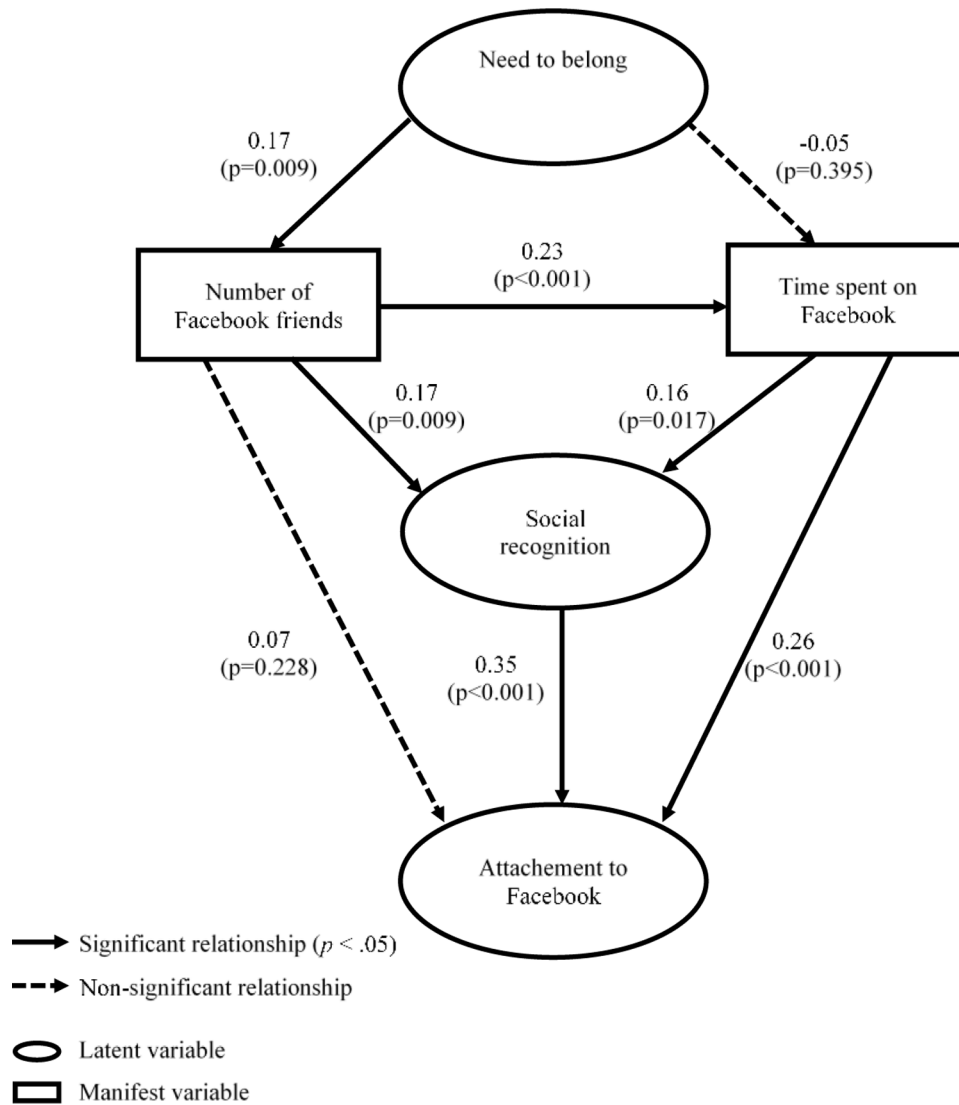 Need to belong
0.17
(p=0.009)
-0.05
(p=0.395)
Number of
Facebook friends
0.23
(p<0.001)
Time spent on
Facebook
0.17
(p=0.009)
0.16
(p=0.017)
Social
recognition
0.07
(p=0.228)
0.35
(p<0.001)
0.26
(p<0.001)
Attachement to
Facebook
Significant relationship (p < .05)
Non-significant relationship
Latent variable
Manifest variable